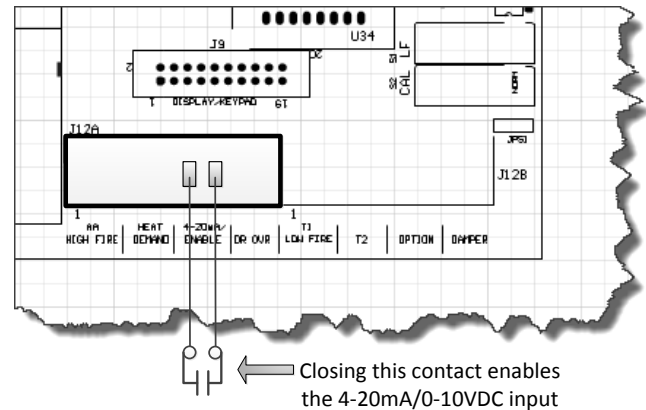 U34
J9
2
20
1 DISPLAY/KEYPAD 19
S1 LF
S2 CAL
JPS1
J12A
J12B
1 1
AA HEAT 4-20MA/ T1
HIGH FIRE DEMAND ENABLE DR OVR LOW FIRE T2 OPTION DAMPER
Closing this contact enables
the 4-20mA/0-10VDC input